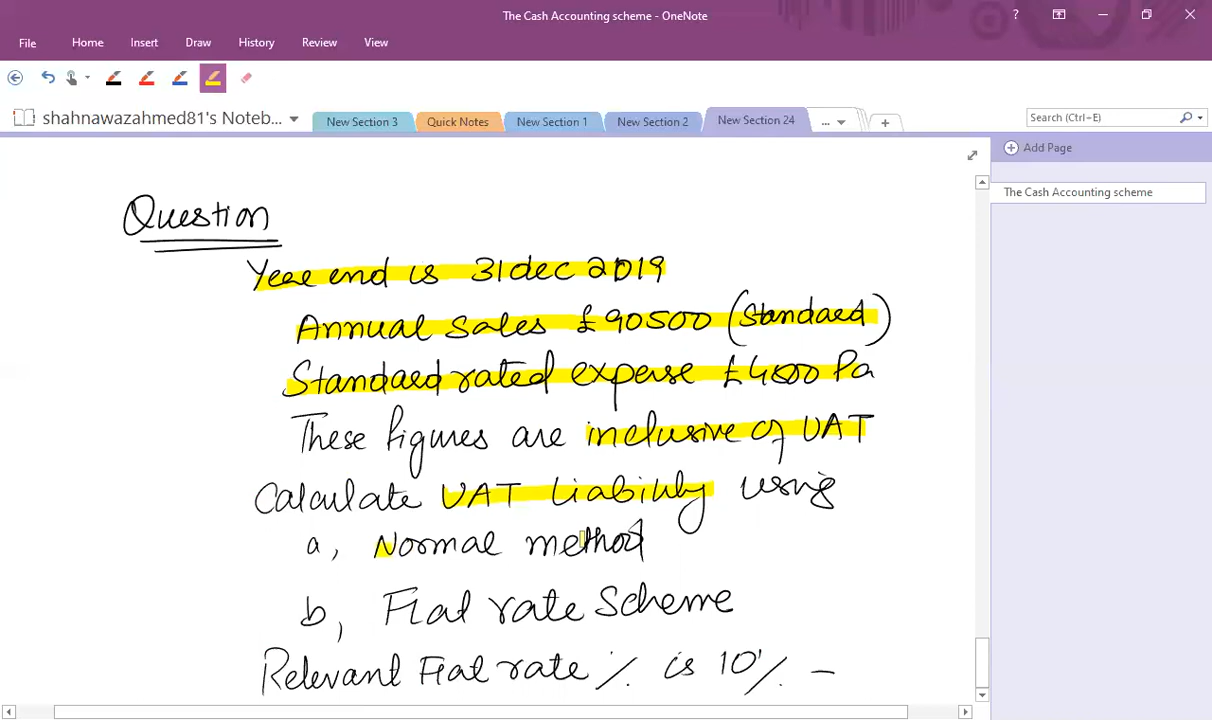 The Cash Accounting scheme - OneNote
?
File Home Insert Draw History Review View
shahnawazahmed81's Noteb... New Section 3 Quick Notes New Section 1 New Section 2 New Section 24 ... Search (Ctrl-E)
Add Page
The Cash Accounting scheme
Question
Year end is 31 dec 2019
Annual sales £90500 (Standard)
Standard rated expense £4800 Pa
These figures are inclusive of VAT
Calculate VAT liability using
a, Normal method
b, Flat rate Scheme
Relevant Flat rate % is 10% -